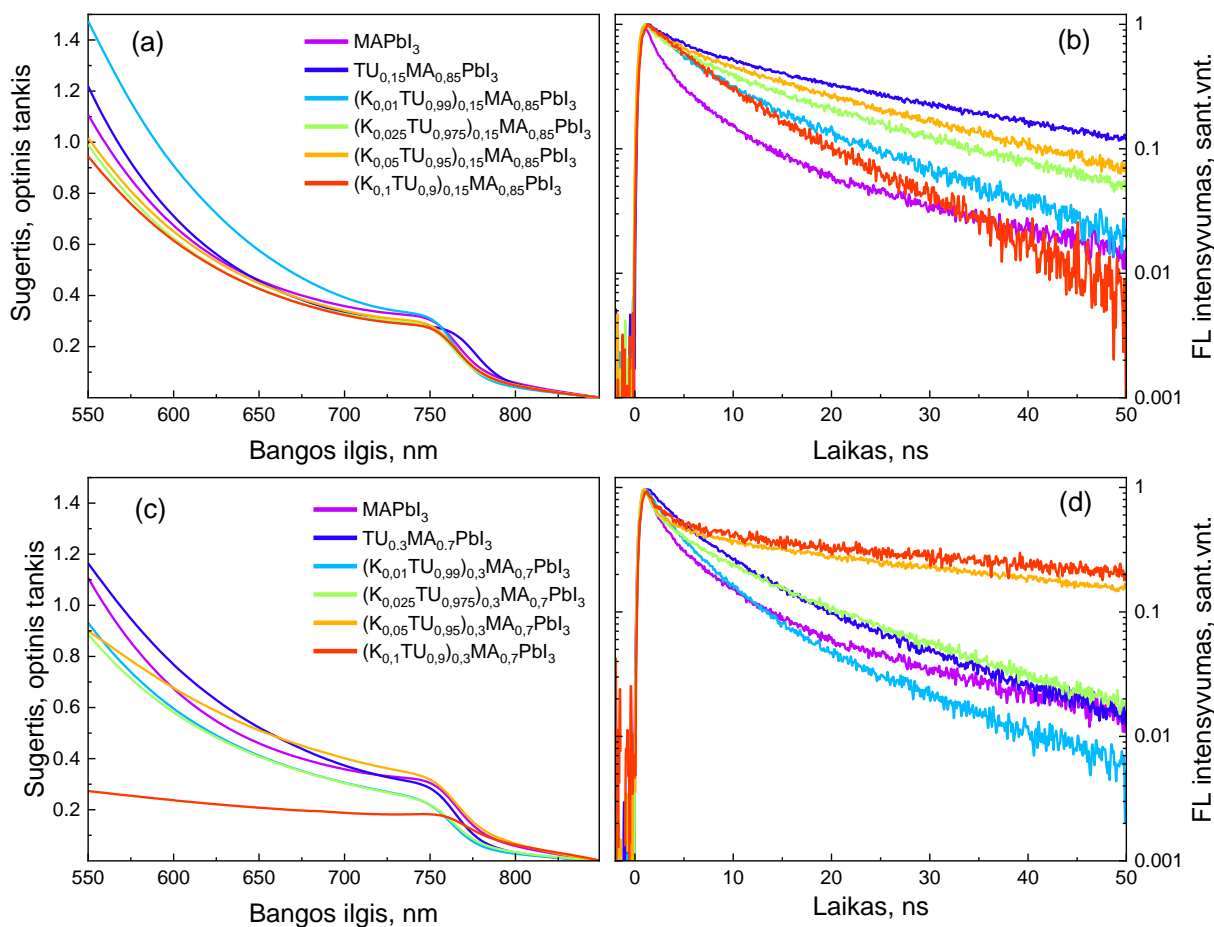 (a)
MAPbI3
TU0,15MA0,85PbI3
(K0,01TU0,99)0,15MA0,85PbI3
(K0,025TU0,975)0,15MA0,85PbI3
(K0,05TU0,95)0,15MA0,85PbI3
(K0,1TU0,9)0,15MA0,85PbI3
Sugertis, optinis tankis
1.4
1.2
1.0
0.8
0.6
0.4
0.2
550 600 650 700 750 800
Bangos ilgis, nm
(b)
1
0.1
0.01
0.001
FL intensyvumas, sant.vnt.
0 10 20 30 40 50
Laikas, ns
(c)
MAPbI3
TU0.3MA0.7PbI3
(K0,01TU0,99)0,3MA0,7PbI3
(K0,025TU0,975)0,3MA0,7PbI3
(K0,05TU0,95)0,3MA0,7PbI3
(K0,1TU0,9)0,3MA0,7PbI3
Sugertis, optinis tankis
1.4
1.2
1.0
0.8
0.6
0.4
0.2
550 600 650 700 750 800
Bangos ilgis, nm
(d)
1
0.1
0.01
0.001
FL intensyvumas, sant.vnt.
0 10 20 30 40 50
Laikas, ns